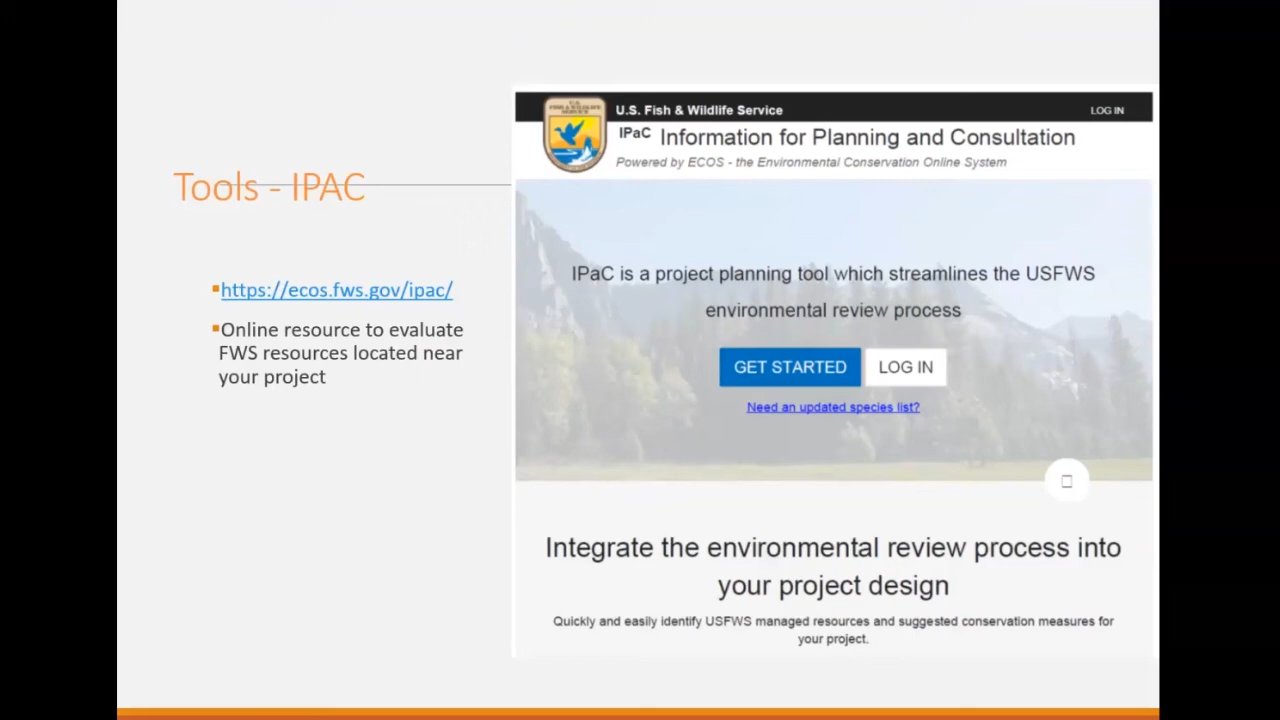 Tools - IPAC
https://ecos.fws.gov/ipac/
Online resource to evaluate
FWS resources located near
your project
U.S.
FISH & WILDLIFE
SERVICE
U.S. Fish & Wildlife Service
LOG IN
IPaC Information for Planning and Consultation
Powered by ECOS - the Environmental Conservation Online System
IPaC is a project planning tool which streamlines the USFWS
environmental review process
GET STARTED
LOG IN
Need an updated species list?
Integrate the environmental review process into
your project design
Quickly and easily identify USFWS managed resources and suggested conservation measures for
your project.